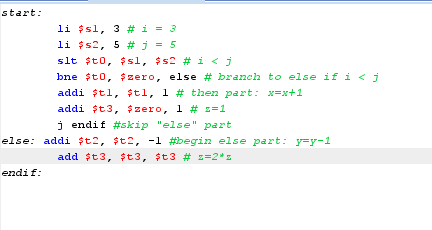 start:
li $s1, 3 # i = 3
li $s2, 5 # j = 5
slt $t0, $s1, $s2 # i < j
bne $t0, $zero, else # branch to else if i < j
addi $t1, $t1, 1 # then part: x=x+1
addi $t3, $zero, 1 # z=1
j endif #skip "else" part
else: addi $t2, $t2, -1 #begin else part: y=y-1
add $t3, $t3, $t3 # z=2*z
endif: